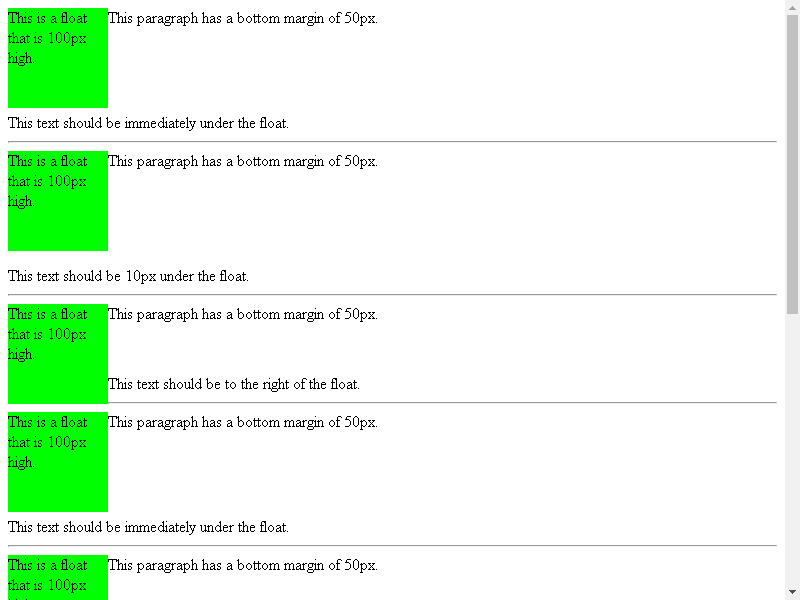 This is a float
that is 100px
high.
This paragraph has a bottom margin of 50px.
This text should be immediately under the float.
This is a float
that is 100px
high.
This paragraph has a bottom margin of 50px.
This text should be 10px under the float.
This is a float
that is 100px
high.
This paragraph has a bottom margin of 50px.
This text should be to the right of the float.
This is a float
that is 100px
high.
This paragraph has a bottom margin of 50px.
This text should be immediately under the float.
This is a float
that is 100px
This paragraph has a bottom margin of 50px.